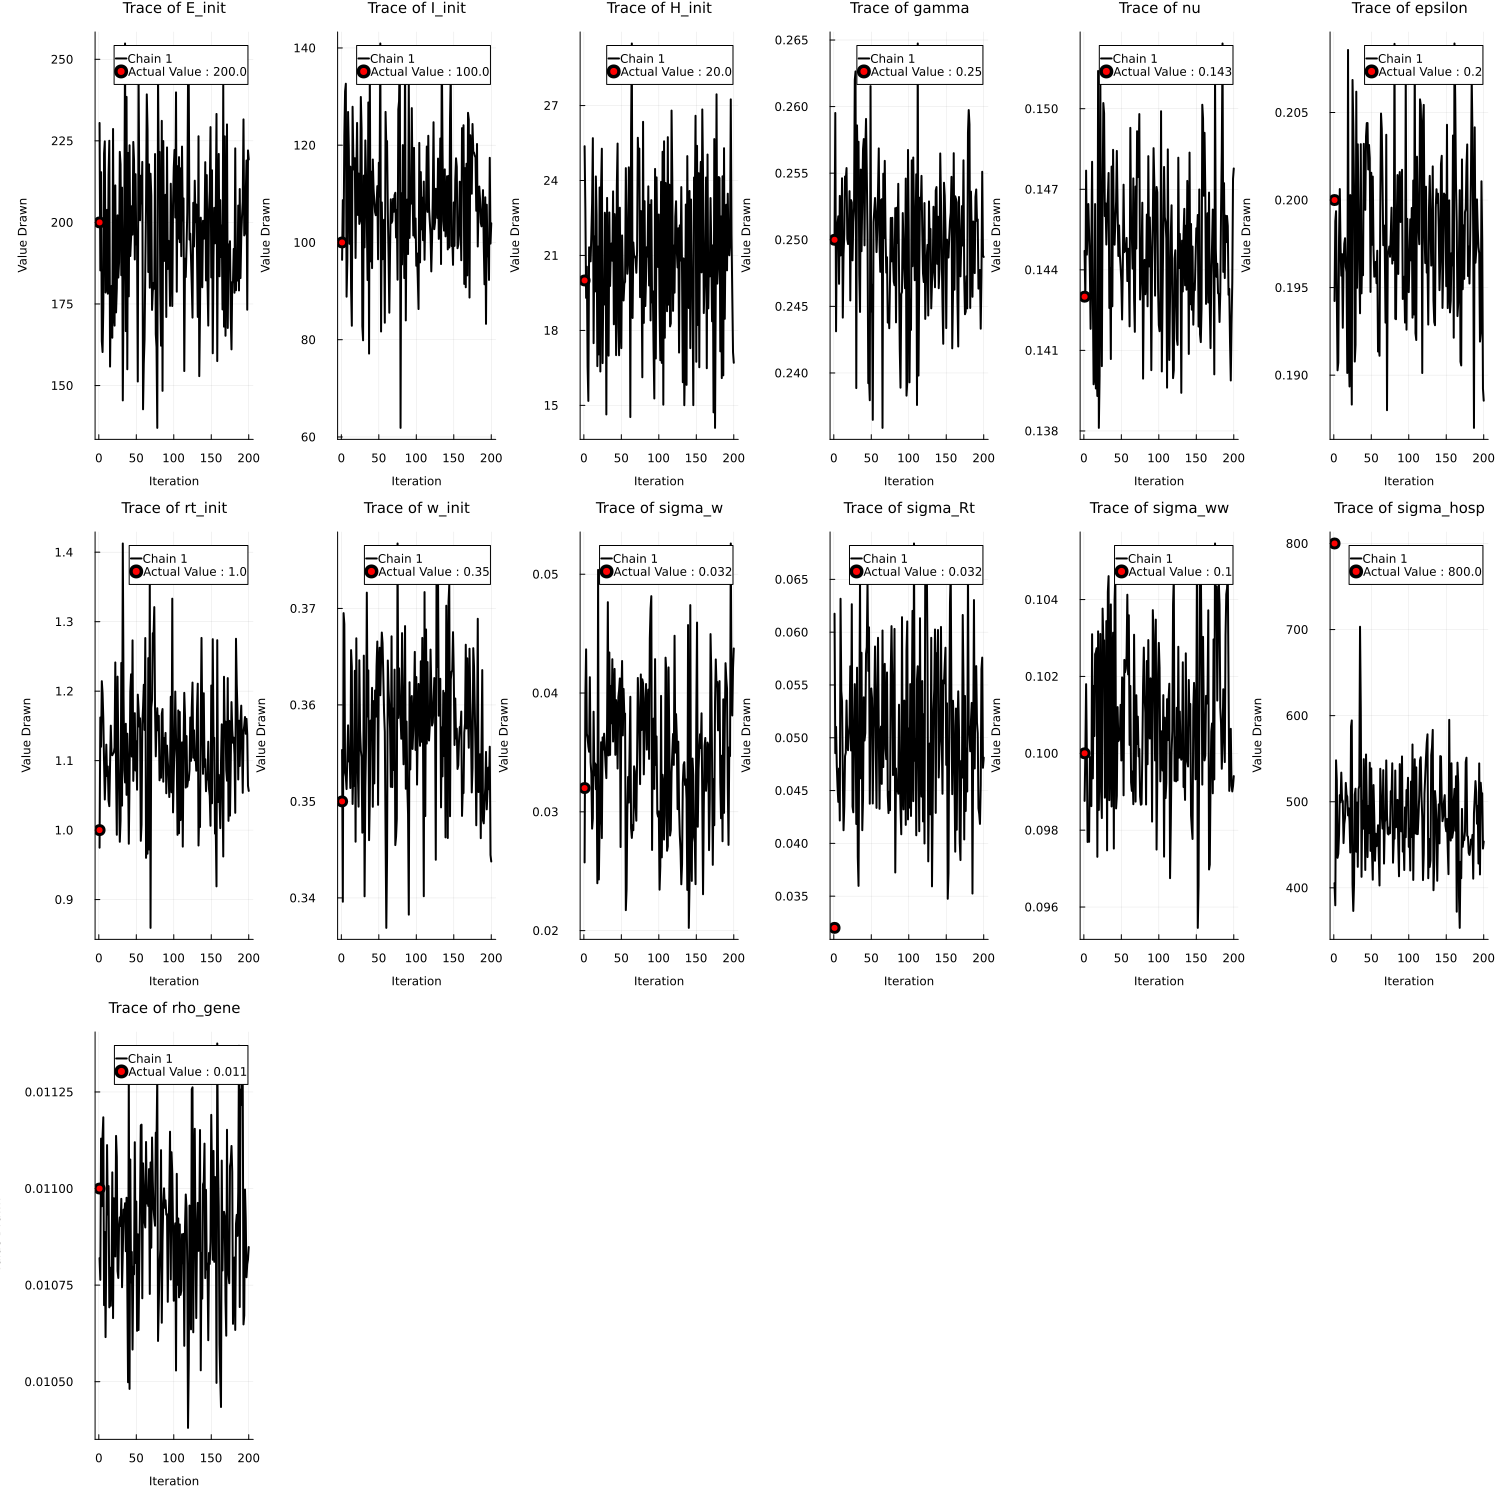 Trace of E_init
250
225
200
175
150
Value Drawn
Chain 1
Actual Value : 200.0
0 50 100 150 200
Iteration
Trace of I_init
140
120
100
80
60
Value Drawn
Chain 1
Actual Value : 100.0
0 50 100 150 200
Iteration
Trace of H_init
27
24
21
18
15
Value Drawn
Chain 1
Actual Value : 20.0
0 50 100 150 200
Iteration
Trace of gamma
0.265
0.260
0.255
0.250
0.245
0.240
Value Drawn
Chain 1
Actual Value : 0.25
0 50 100 150 200
Iteration
Trace of nu
0.150
0.147
0.144
0.141
0.138
Value Drawn
Chain 1
Actual Value : 0.143
0 50 100 150 200
Iteration
Trace of epsilon
0.205
0.200
0.195
0.190
Value Drawn
Chain 1
Actual Value : 0.2
0 50 100 150 200
Iteration
Trace of rt_init
1.4
1.3
1.2
1.1
1.0
0.9
Value Drawn
Chain 1
Actual Value : 1.0
0 50 100 150 200
Iteration
Trace of w_init
0.37
0.36
0.35
0.34
Value Drawn
Chain 1
Actual Value : 0.35
0 50 100 150 200
Iteration
Trace of sigma_w
0.05
0.04
0.03
0.02
Value Drawn
Chain 1
Actual Value : 0.032
0 50 100 150 200
Iteration
Trace of sigma_Rt
0.065
0.060
0.055
0.050
0.045
0.040
0.035
Value Drawn
Chain 1
Actual Value : 0.032
0 50 100 150 200
Iteration
Trace of sigma_ww
0.104
0.102
0.100
0.098
0.096
Value Drawn
Chain 1
Actual Value : 0.1
0 50 100 150 200
Iteration
Trace of sigma_hosp
800
700
600
500
400
Value Drawn
Chain 1
Actual Value : 800.0
0 50 100 150 200
Iteration
Trace of rho_gene
0.01125
0.01100
0.01075
0.01050
Chain 1
Actual Value : 0.011
0 50 100 150 200
Iteration